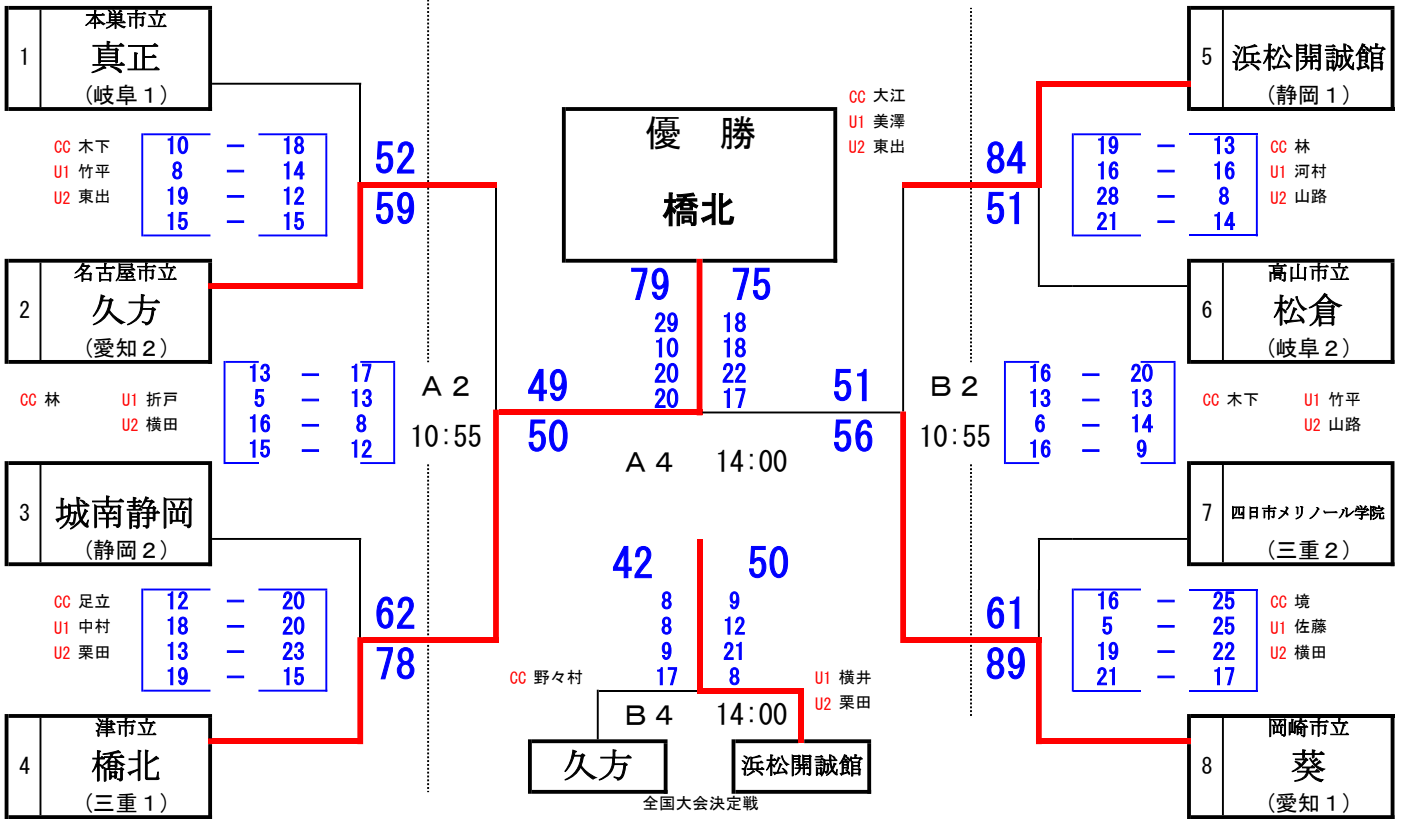 1
本巣市立
真正
(岐阜１)
CC 木下
U1 竹平
U2 東出
10 － 18
8 － 14
19 － 12
15 － 15
52
59
2
名古屋市立
久方
(愛知２)
CC 林 U1 折戸
U2 横田
13 － 17
5 － 13
16 － 8
15 － 12
Ａ２
10:55
49
50
3
城南静岡
(静岡２)
CC 足立
U1 中村
U2 栗田
12 － 20
18 － 20
13 － 23
19 － 15
62
78
4
津市立
橋北
(三重１)
優 勝
橋北
CC 大江
U1 美澤
U2 東出
79 75
29 18
10 18
20 22
20 17
Ａ４ 14:00
42 50
8 9
8 12
9 21
17 8
CC 野々村
U1 横井
U2 栗田
Ｂ４ 14:00
久方
浜松開誠館
全国大会決定戦
5
浜松開誠館
(静岡１)
84
51
19 － 13
16 － 16
28 － 8
21 － 14
CC 林
U1 河村
U2 山路
6
高山市立
松倉
(岐阜２)
51
56
Ｂ２
10:55
16 － 20
13 － 13
6 － 14
16 － 9
CC 木下 U1 竹平
U2 山路
7
四日市メリノール学院
(三重２)
61
89
16 － 25
5 － 25
19 － 22
21 － 17
CC 境
U1 佐藤
U2 横田
8
岡崎市立
葵
(愛知１)